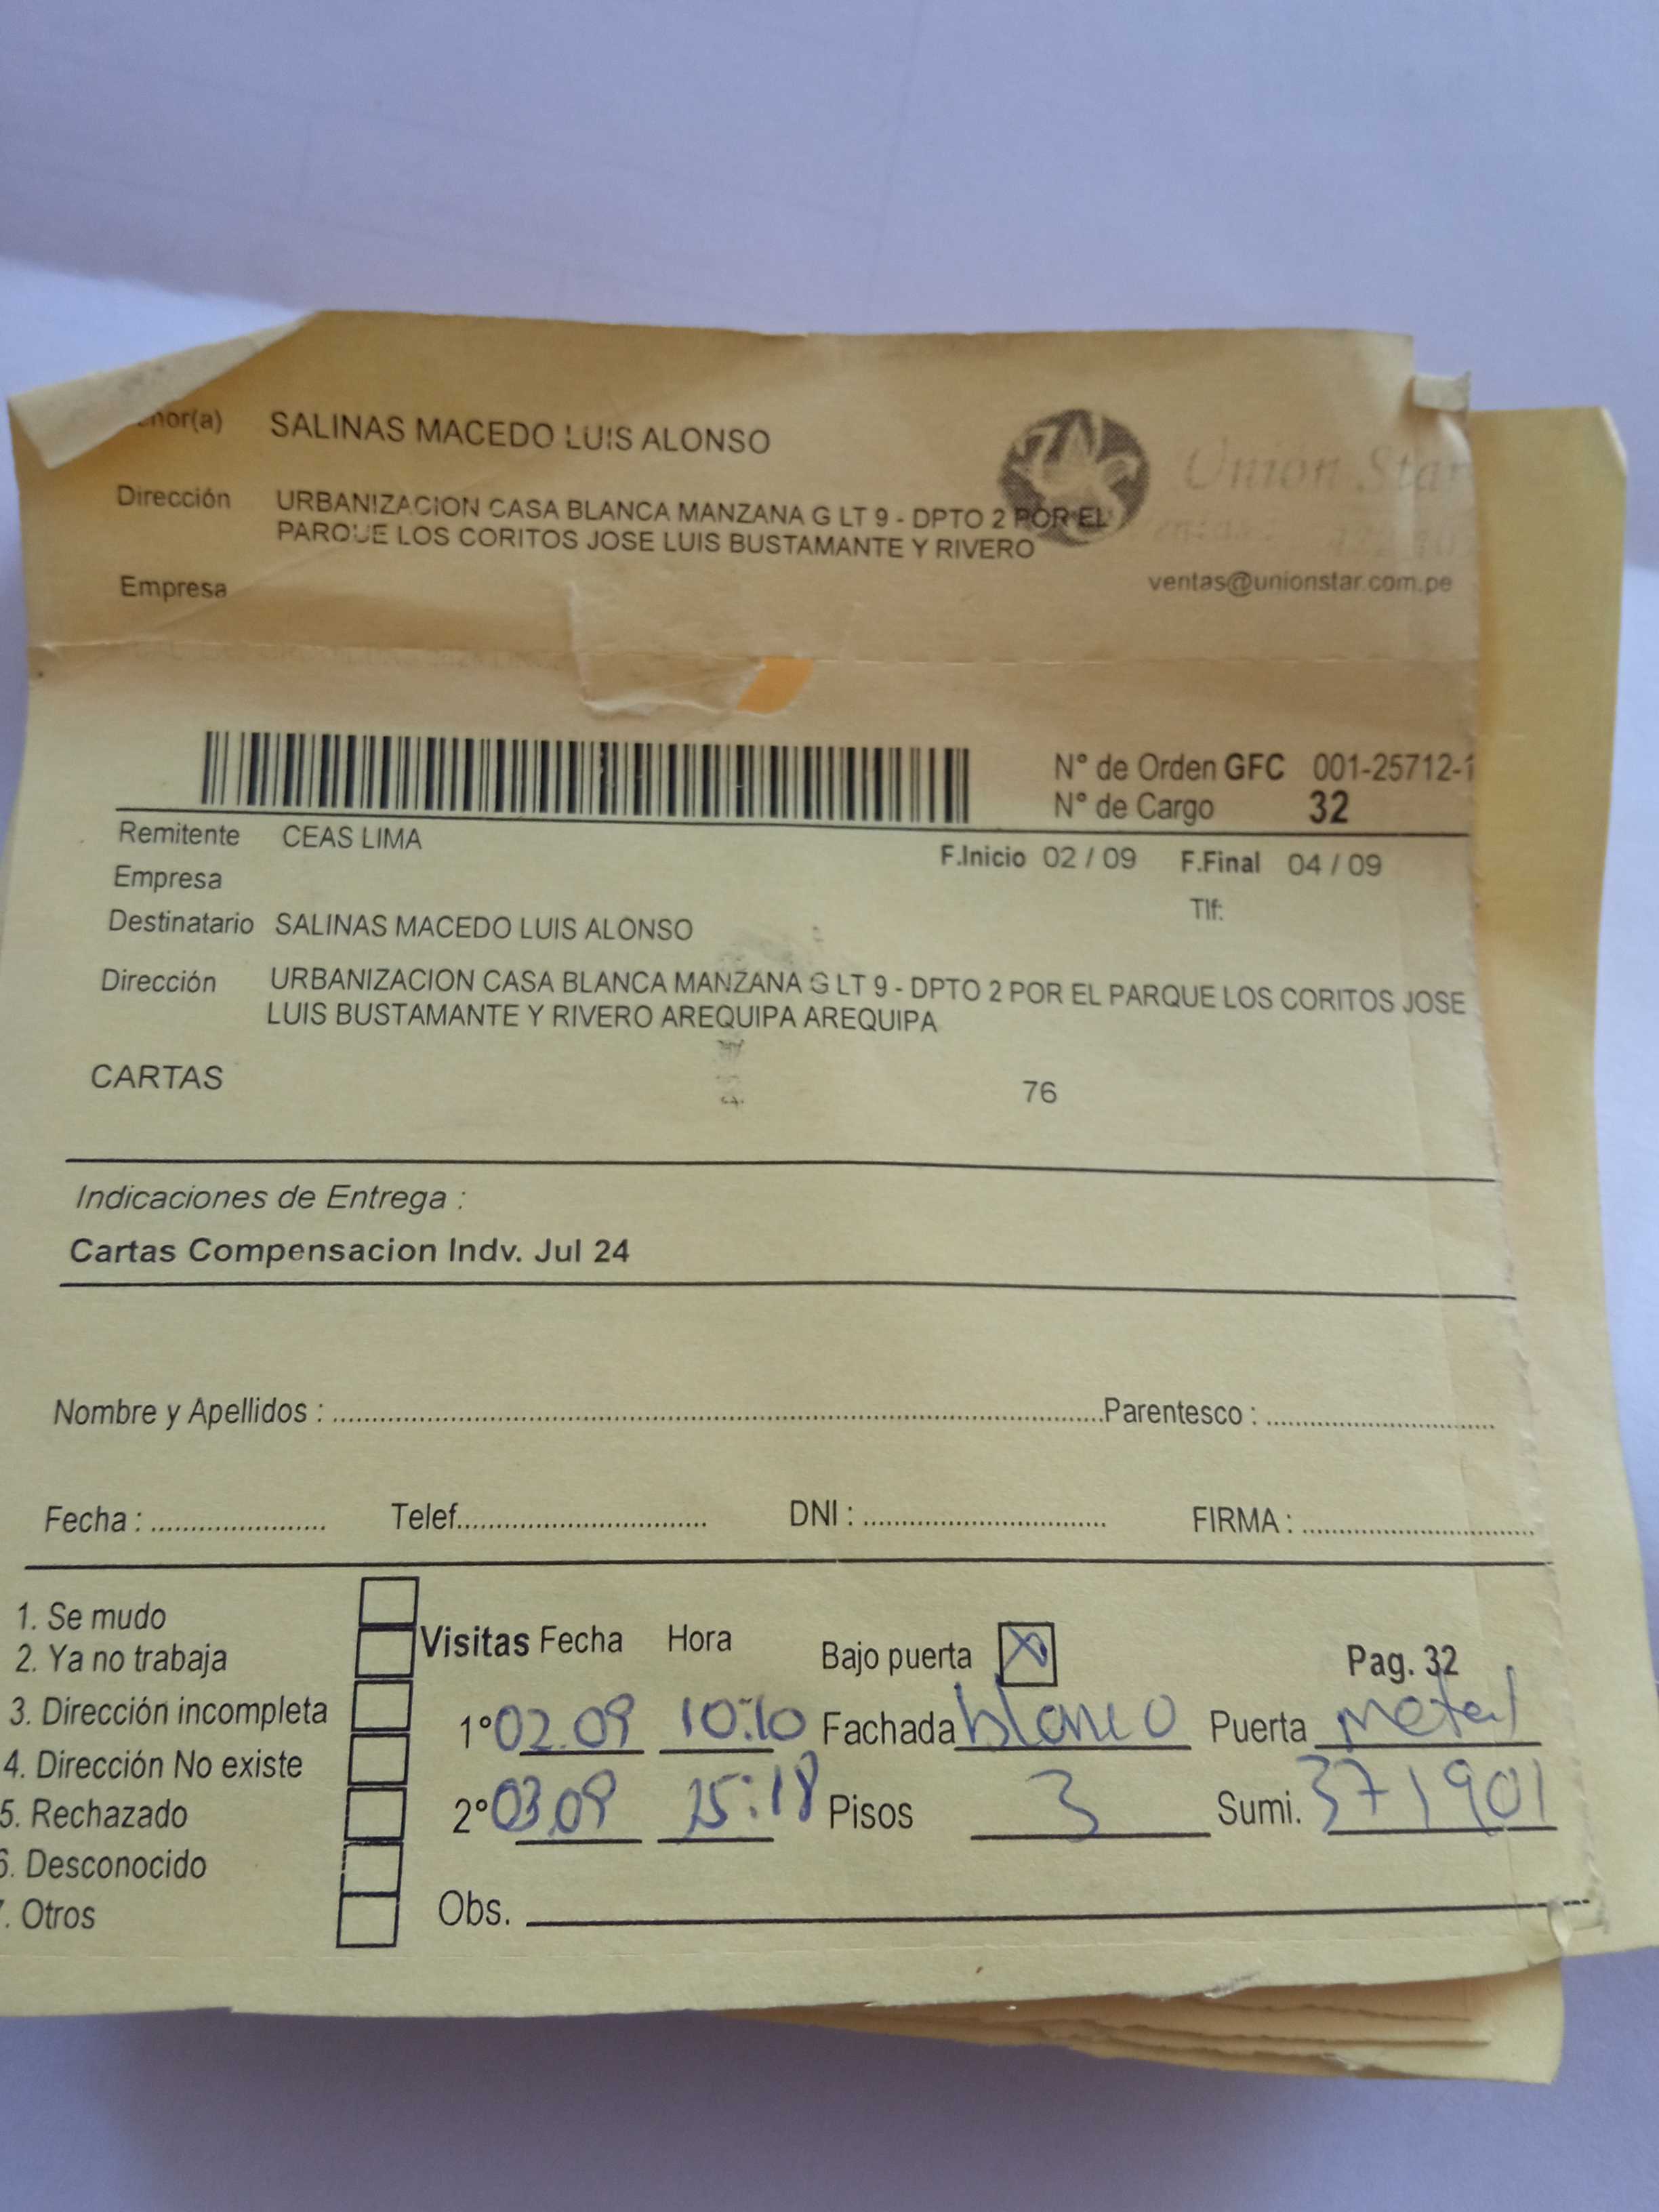 SALINAS MACEDO LUIS ALONSO
Dirección URBANIZACION CASA BLANCA MANZANA G LT 9 - DPTO 2 POR EL
PARQUE LOS CORITOS JOSE LUIS BUSTAMANTE Y RIVERO
Union Star
Empresa
ventas@unionstar.com.pe
N° de Orden GFC 001-25712-1
N° de Cargo 32
Remitente CEAS LIMA
F.Inicio 02 / 09 F.Final 04 / 09
Empresa
Tlf:
Destinatario SALINAS MACEDO LUIS ALONSO
Dirección URBANIZACION CASA BLANCA MANZANA G LT 9 - DPTO 2 POR EL PARQUE LOS CORITOS JOSE
LUIS BUSTAMANTE Y RIVERO AREQUIPA AREQUIPA
CARTAS 76
Indicaciones de Entrega :
Cartas Compensacion Indv. Jul 24
Nombre y Apellidos : Parentesco :
Fecha : Telef. DNI : FIRMA :
1. Se mudo
2. Ya no trabaja
3. Dirección incompleta
4. Dirección No existe
5. Rechazado
6. Desconocido
7. Otros
Visitas Fecha Hora Bajo puerta X Pag. 32
1° 02.09 10:10 Fachada blanco Puerta metal
2° 03.09 15:18 Pisos 3 Sumi. 371901
Obs.